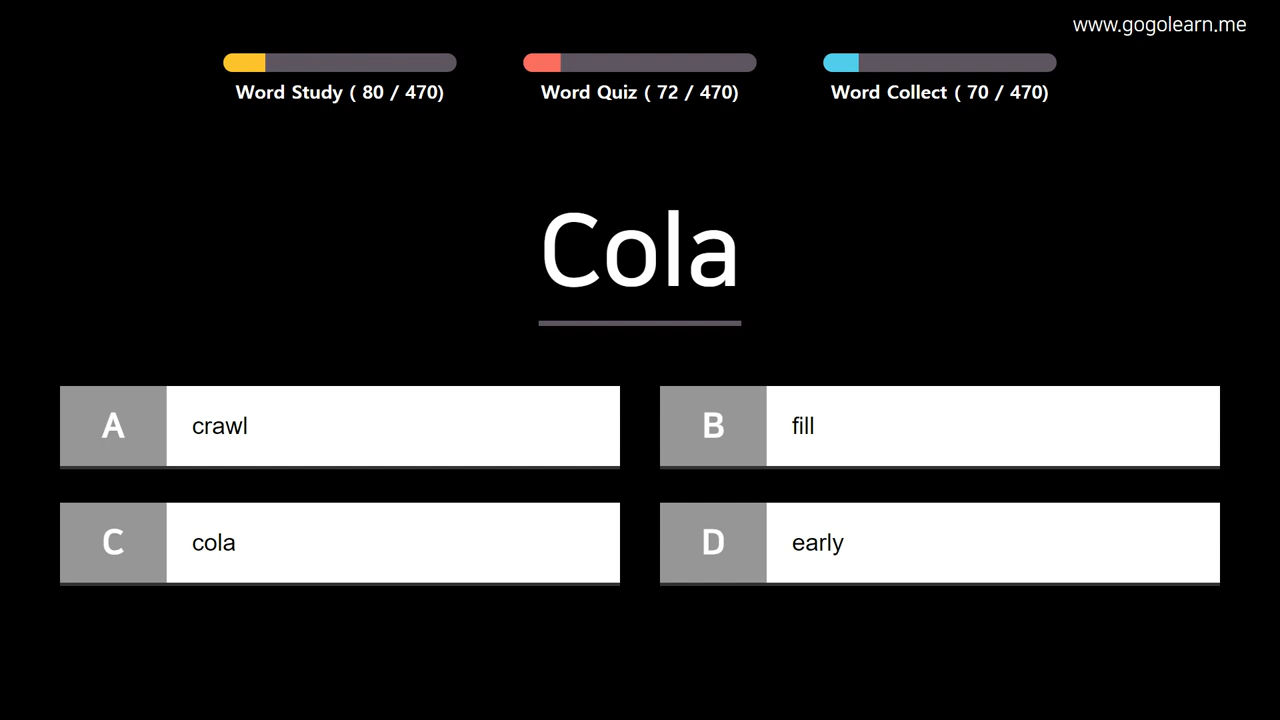 www.gogolearn.me
Word Study ( 80 / 470)
Word Quiz ( 72 / 470)
Word Collect ( 70 / 470)
Cola
A crawl
B fill
C cola
D early